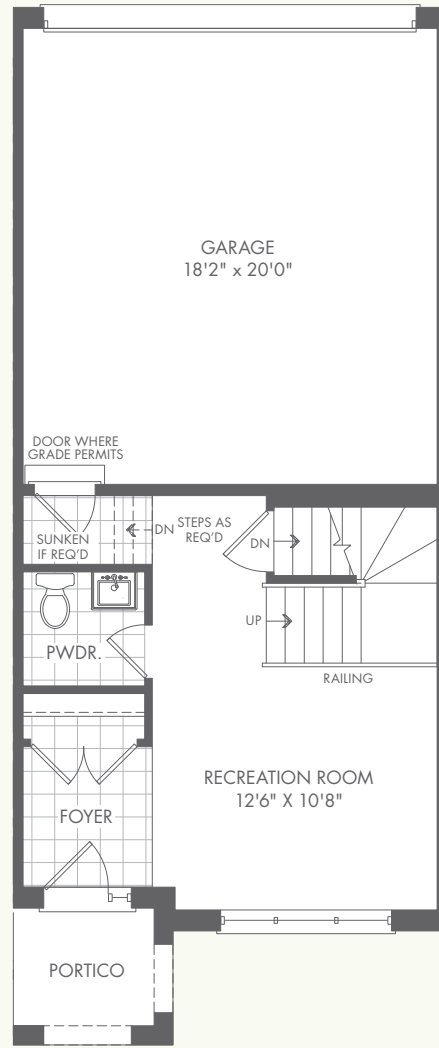 GARAGE
18'2" x 20'0"
DOOR WHERE
GRADE PERMITS
SUNKEN
IF REQ'D
DN
STEPS AS
REQ'D
DN
PWDR.
UP
RAILING
RECREATION ROOM
12'6" X 10'8"
FOYER
PORTICO